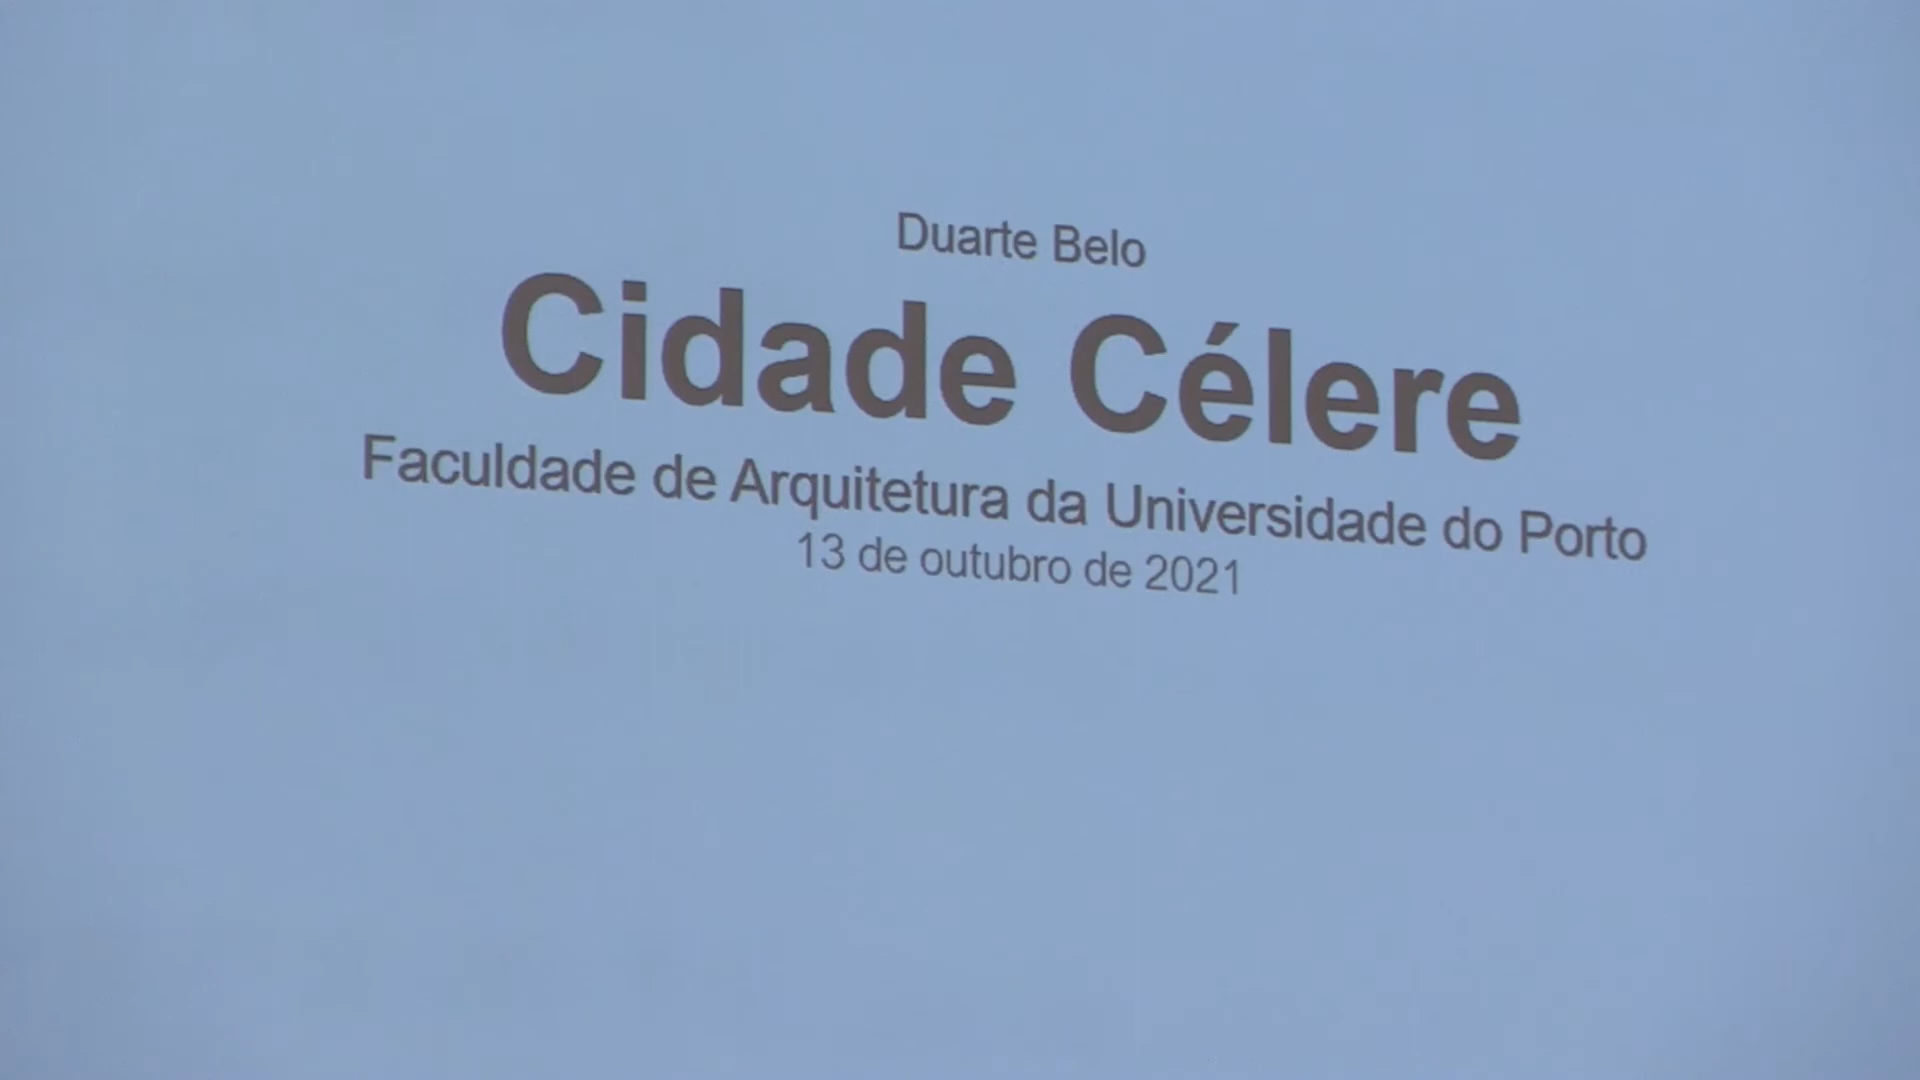 Duarte Belo
Cidade Célere
Faculdade de Arquitetura da Universidade do Porto
13 de outubro de 2021